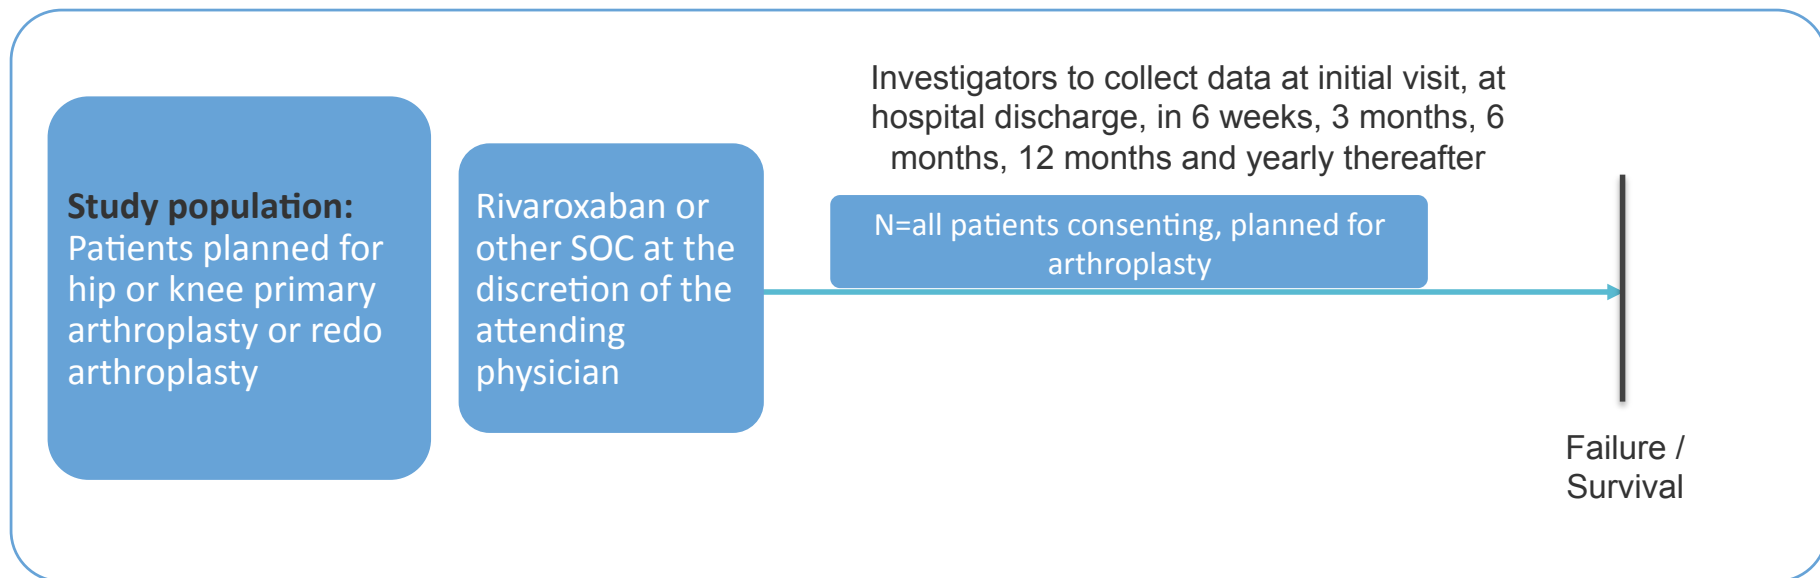 Study population:
Patients planned for
hip or knee primary
arthroplasty or redo
arthroplasty
Rivaroxaban or
other SOC at the
discretion of the
attending
physician
Investigators to collect data at initial visit, at
hospital discharge, in 6 weeks, 3 months, 6
months, 12 months and yearly thereafter
N=all patients consenting, planned for
arthroplasty
Failure /
Survival